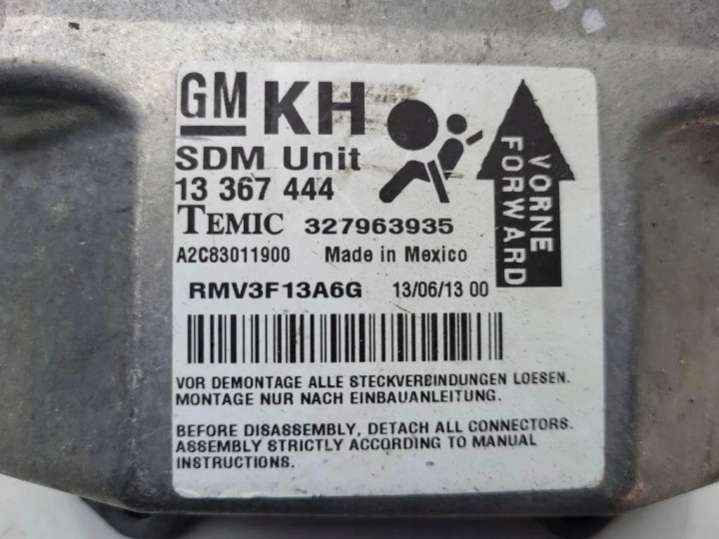 GM KH
SDM Unit
13 367 444
TEMIC 327963935
A2C83011900 Made in Mexico
RMV3F13A6G 13/06/13 00
VORNE
FORWARD
VOR DEMONTAGE ALLE STECKVERBINDUNGEN LOESEN.
MONTAGE NUR NACH EINBAUANLEITUNG.
BEFORE DISASSEMBLY, DETACH ALL CONNECTORS.
ASSEMBLY STRICTLY ACCORDING TO MANUAL
INSTRUCTIONS.